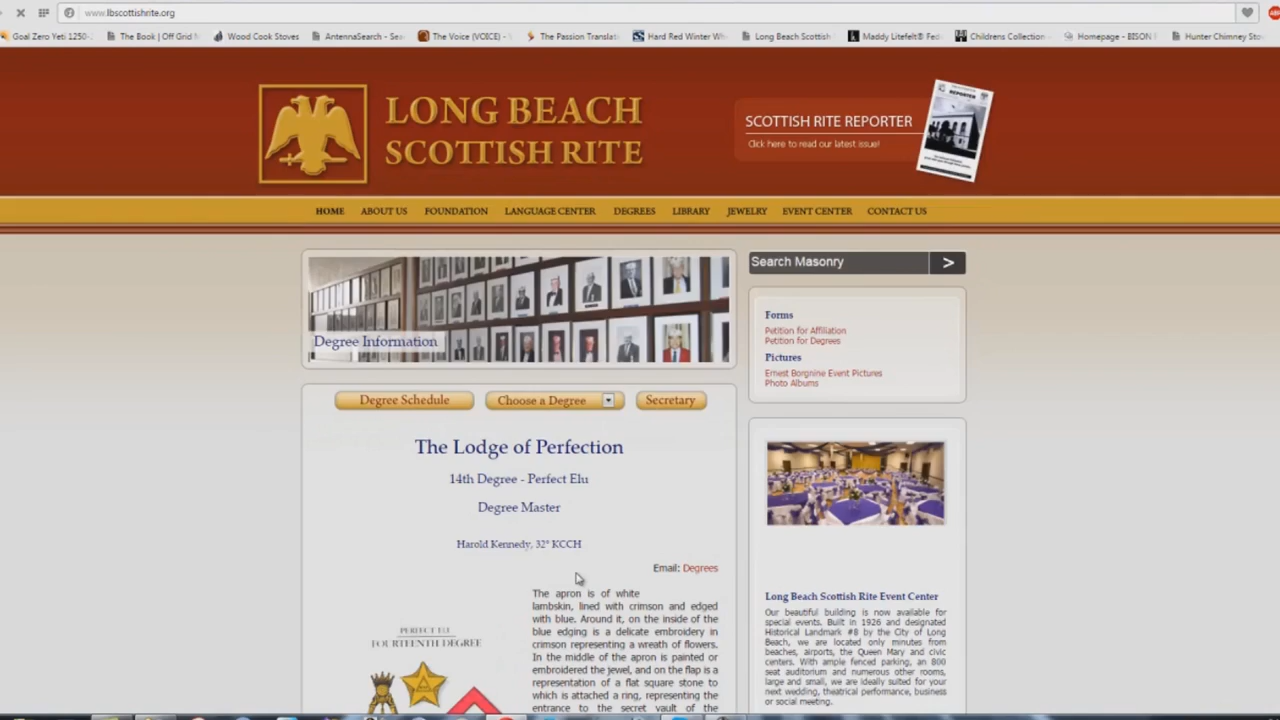 www.lbscottishrite.org
Goal Zero Yeti 1250-
The Book | Off Grid
Wood Cook Stoves
AntennaSearch - Sea
The Voice (VOICE) -
The Passion Translati
Hard Red Winter Wh
Long Beach Scottish
Maddy Litefelt® Fed
Childrens Collection
Homepage - BISON
Hunter Chimney Sto
LONG BEACH
SCOTTISH RITE
SCOTTISH RITE REPORTER
Click here to read our latest issue!
REPORTER
HOME ABOUT US FOUNDATION LANGUAGE CENTER DEGREES LIBRARY JEWELRY EVENT CENTER CONTACT US
Degree Information
Search Masonry >
Forms
Petition for Affiliation
Petition for Degrees
Pictures
Ernest Borgnine Event Pictures
Photo Albums
Degree Schedule Choose a Degree Secretary
The Lodge of Perfection
14th Degree - Perfect Elu
Degree Master
Harold Kennedy, 32° KCCH
Email: Degrees
The apron is of white
lambskin, lined with crimson and edged
with blue. Around it, on the inside of the
blue edging is a delicate embroidery in
crimson representing a wreath of flowers.
In the middle of the apron is painted or
embroidered the jewel, and on the flap is a
representation of a flat square stone to
which is attached a ring, representing the
entrance to the secret vault of the
PERFECT ELU
FOURTEENTH DEGREE
Long Beach Scottish Rite Event Center
Our beautiful building is now available for
special events. Built in 1926 and designated
Historical Landmark #8 by the City of Long
Beach, we are located only minutes from
beaches, airports, the Queen Mary and civic
centers. With ample fenced parking, an 800
seat auditorium and numerous other rooms,
large and small, we are ideally suited for your
next wedding, theatrical performance, business
or social meeting.